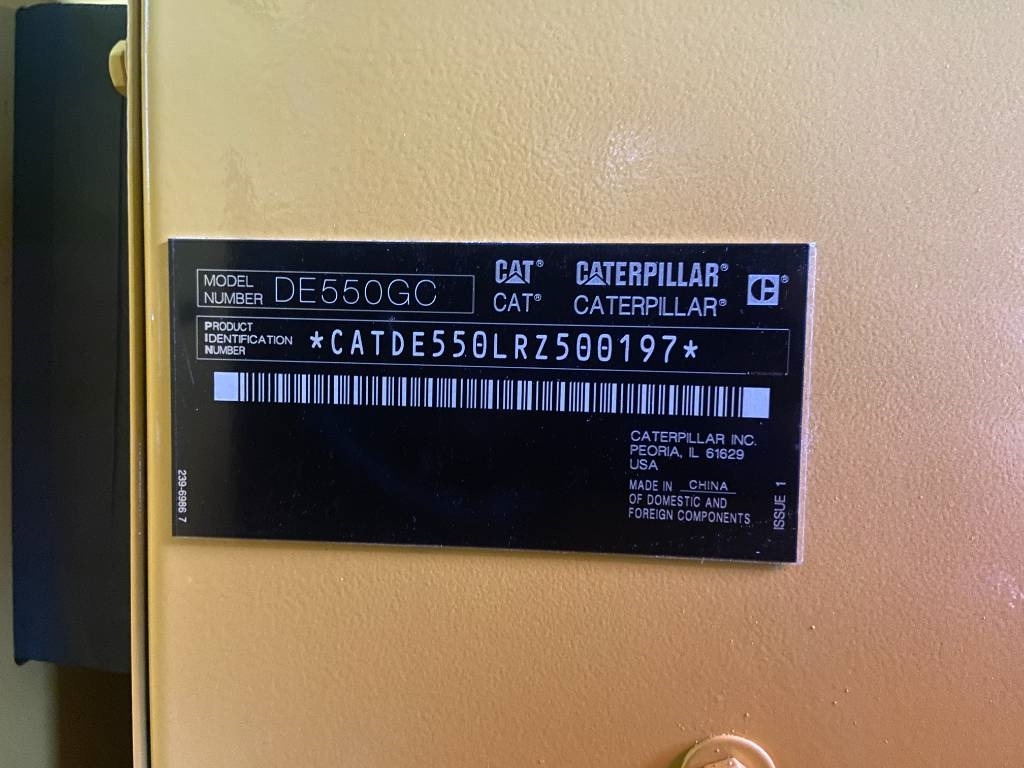 MODEL
NUMBER DE550GC
CAT® CATERPILLAR®
CAT® CATERPILLAR®
PRODUCT
IDENTIFICATION
NUMBER *CATDE550LRZ500197*
CATERPILLAR INC.
PEORIA, IL 61629
USA
MADE IN CHINA
OF DOMESTIC AND
FOREIGN COMPONENTS
239-6986 7
ISSUE 1